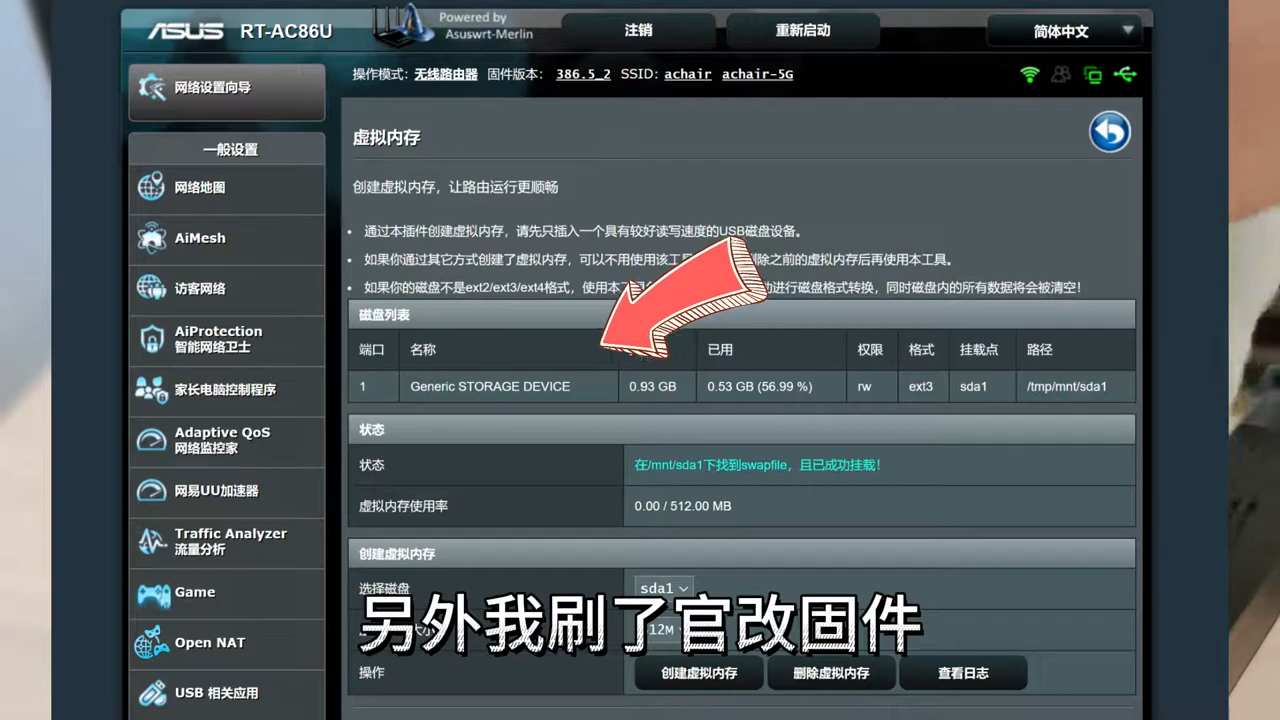 ASUS RT-AC86U
Powered by
Asuswrt-Merlin
注销
重新启动
简体中文
操作模式: 无线路由器 固件版本: 386.5_2 SSID: achair achair-5G
网络设置向导
一般设置
网络地图
AiMesh
访客网络
AiProtection
智能网络卫士
家长电脑控制程序
Adaptive QoS
网络监控家
网易UU加速器
Traffic Analyzer
流量分析
Game
Open NAT
USB 相关应用
虚拟内存
创建虚拟内存，让路由运行更顺畅
通过本插件创建虚拟内存，请先只插入一个具有较好读写速度的USB磁盘设备。
如果你通过其它方式创建了虚拟内存，可以不用使用该工 除之前的虚拟内存后再使用本工具。
如果你的磁盘不是ext2/ext3/ext4格式，使用本 进行磁盘格式转换，同时磁盘内的所有数据将会被清空！
磁盘列表
端口 名称 已用 权限 格式 挂载点 路径
1 Generic STORAGE DEVICE 0.93 GB 0.53 GB (56.99 %) rw ext3 sda1 /tmp/mnt/sda1
状态
状态 在/mnt/sda1下找到swapfile，且已成功挂载！
虚拟内存使用率 0.00 / 512.00 MB
创建虚拟内存
选择磁盘 sda1
另外我刷了官改固件
操作 创建虚拟内存 删除虚拟内存 查看日志